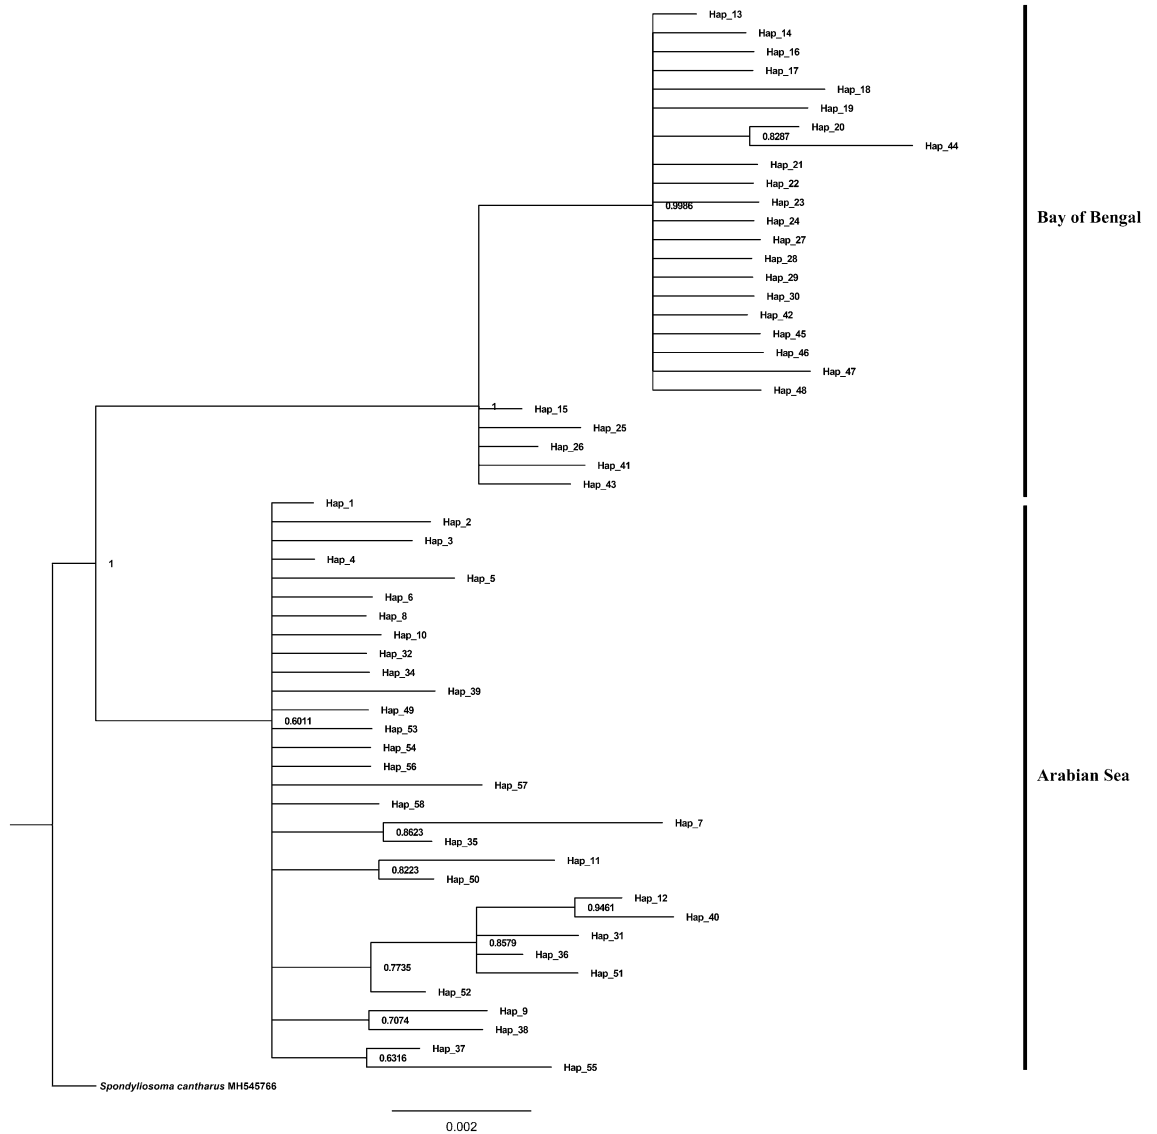 Hap_13
Hap_14
Hap_16
Hap_17
Hap_18
Hap_19
Hap_20
0.8287
Hap_44
Hap_21
Hap_22
Hap_23
0.9986
Hap_24
Bay of Bengal
Hap_27
Hap_28
Hap_29
Hap_30
Hap_42
Hap_45
Hap_46
Hap_47
Hap_48
1
Hap_15
Hap_25
Hap_26
Hap_41
Hap_43
Hap_1
Hap_2
Hap_3
Hap_4
1
Hap_5
Hap_6
Hap_8
Hap_10
Hap_32
Hap_34
Hap_39
Hap_49
0.6011
Hap_53
Hap_54
Hap_56
Arabian Sea
Hap_57
Hap_58
Hap_7
0.8623
Hap_35
Hap_11
0.8223
Hap_50
Hap_12
0.9461
Hap_40
Hap_31
0.8579
Hap_36
0.7735
Hap_51
Hap_52
Hap_9
0.7074
Hap_38
Hap_37
0.6316
Hap_55
Spondyliosoma cantharus MH545766
0.002